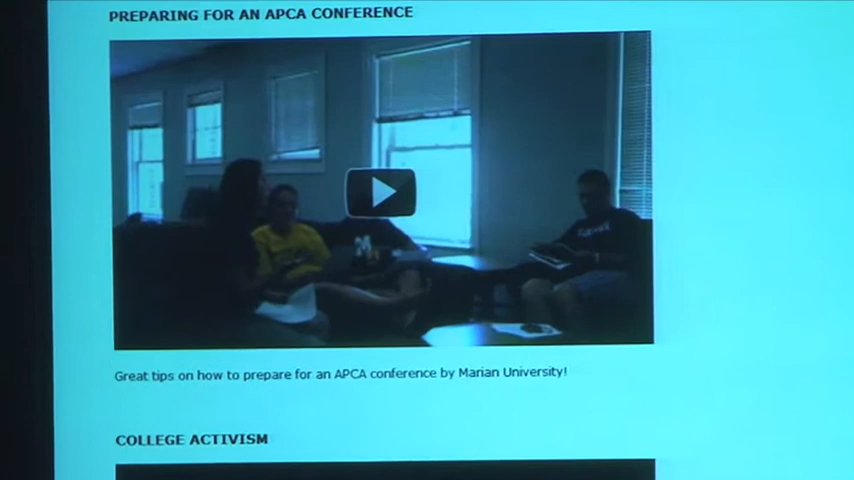 PREPARING FOR AN APCA CONFERENCE
Great tips on how to prepare for an APCA conference by Marian University!
COLLEGE ACTIVISM